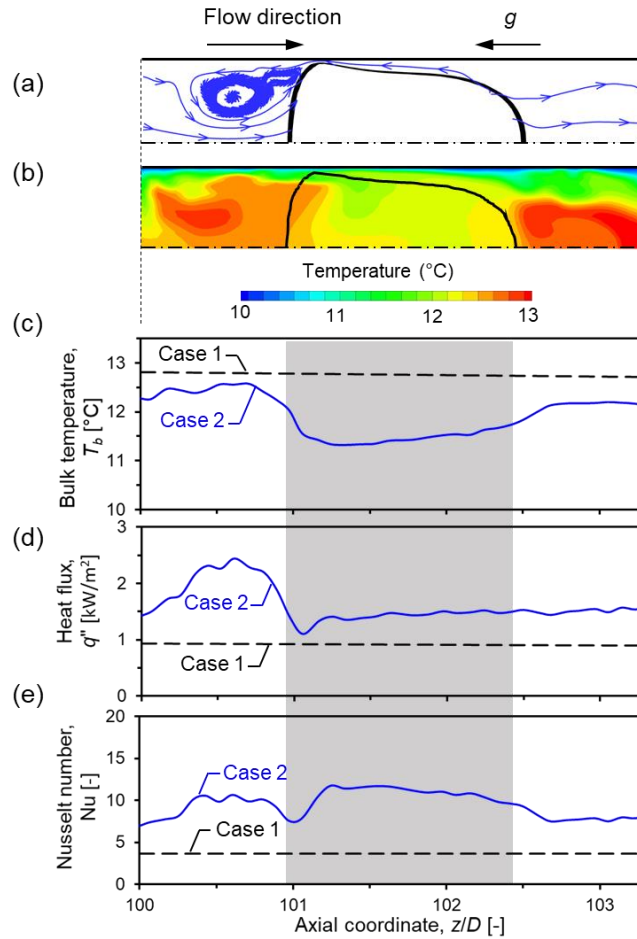 Flow direction
g
(a)
(b)
Temperature (°C)
10 11 12 13
(c)
Bulk temperature,
T_b [°C]
13
12
11
10
Case 1
Case 2
(d)
Heat flux,
q" [kW/m²]
3
2
1
0
Case 2
Case 1
(e)
Nusselt number,
Nu [-]
20
15
10
5
0
Case 2
Case 1
100 101 102 103
Axial coordinate, z/D [-]